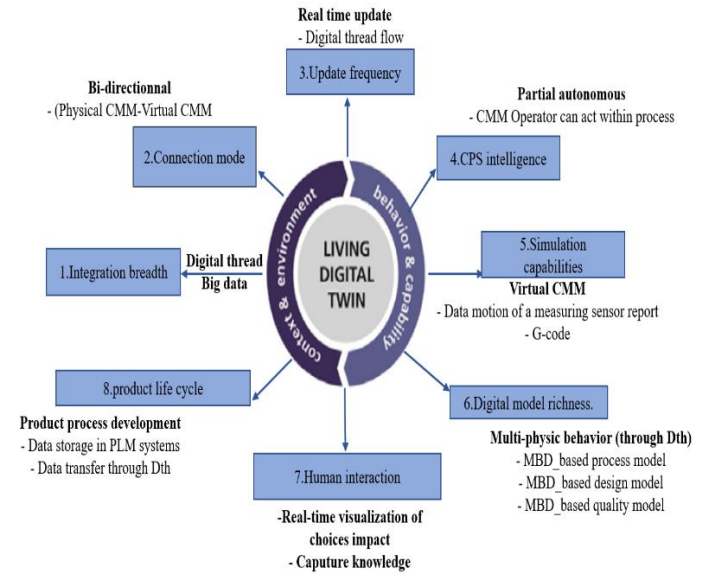 Real time update
- Digital thread flow
3.Update frequency
Bi-directionnal
- (Physical CMM-Virtual CMM
2.Connection mode
Partial autonomous
- CMM Operator can act within process
4.CPS intelligence
context & environment
behavior & capability
LIVING
DIGITAL
TWIN
1.Integration breadth
Digital thread
Big data
5.Simulation
capabilities
Virtual CMM
- Data motion of a measuring sensor report
- G-code
8.product life cycle
Product process development
- Data storage in PLM systems
- Data transfer through Dth
6.Digital model richness.
Multi-physic behavior (through Dth)
- MBD_based process model
- MBD_based design model
- MBD_based quality model
7.Human interaction
-Real-time visualization of
choices impact
- Caputure knowledge